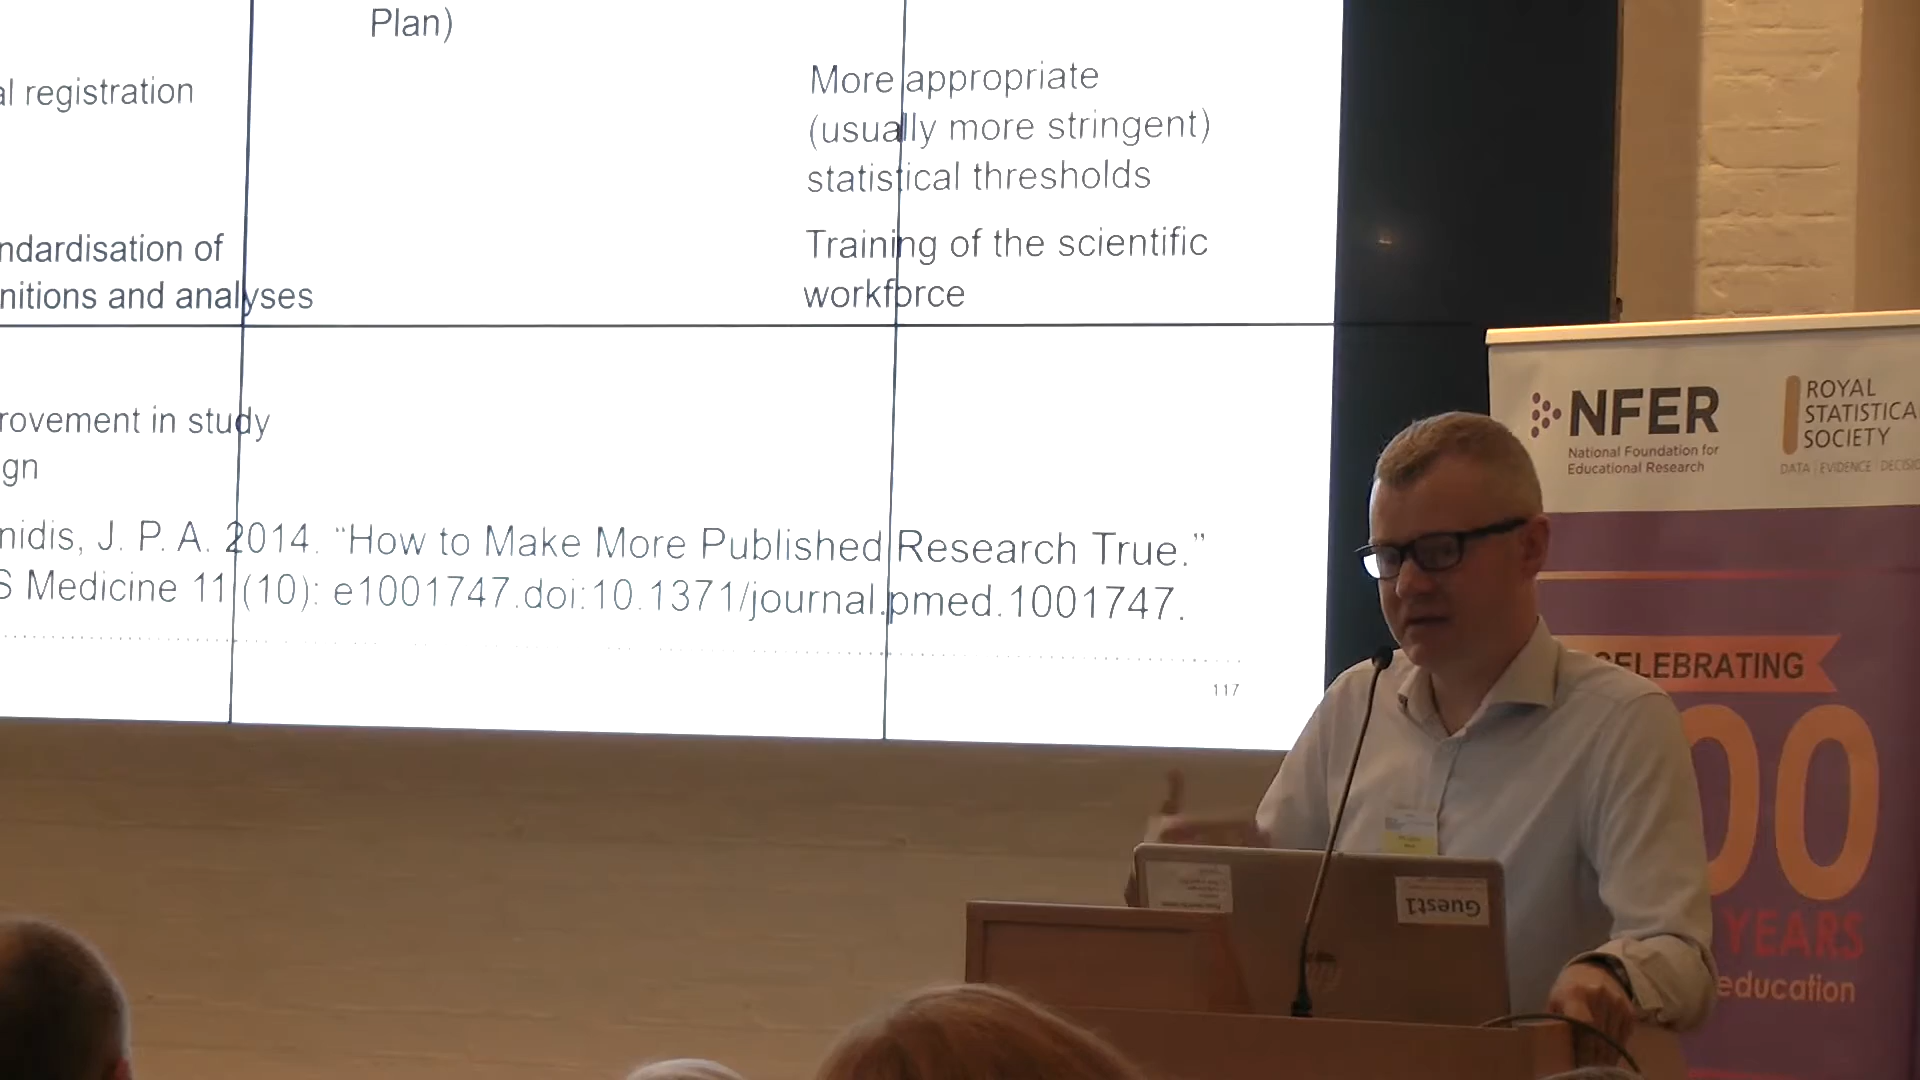 Plan)
al registration
More appropriate
(usually more stringent)
statistical thresholds
ndardisation of
nitions and analyses
Training of the scientific
workforce
rovement in study
gn
nidis, J. P. A. 2014. “How to Make More Published Research True.”
S Medicine 11 (10): e1001747.doi:10.1371/journal.pmed.1001747.
117
NFER
National Foundation for
Educational Research
ROYAL
STATISTICA
SOCIETY
DATA | EVIDENCE | DECISIO
CELEBRATING
00
YEARS
education
Guest1